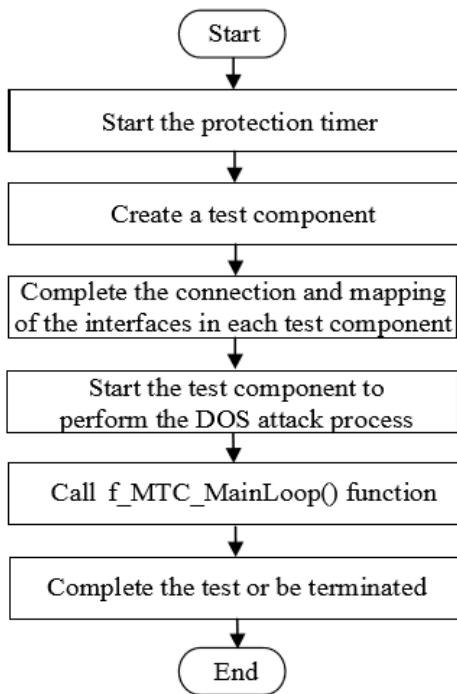 Start
Start the protection timer
Create a test component
Complete the connection and mapping
of the interfaces in each test component
Start the test component to
perform the DOS attack process
Call f_MTC_MainLoop() function
Complete the test or be terminated
End